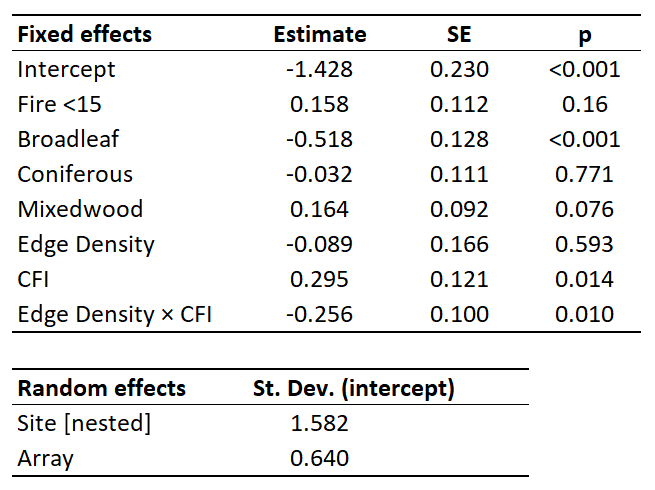 Fixed effects Estimate SE p
Intercept -1.428 0.230 <0.001
Fire <15 0.158 0.112 0.16
Broadleaf -0.518 0.128 <0.001
Coniferous -0.032 0.111 0.771
Mixedwood 0.164 0.092 0.076
Edge Density -0.089 0.166 0.593
CFI 0.295 0.121 0.014
Edge Density × CFI -0.256 0.100 0.010
Random effects St. Dev. (intercept)
Site [nested] 1.582
Array 0.640